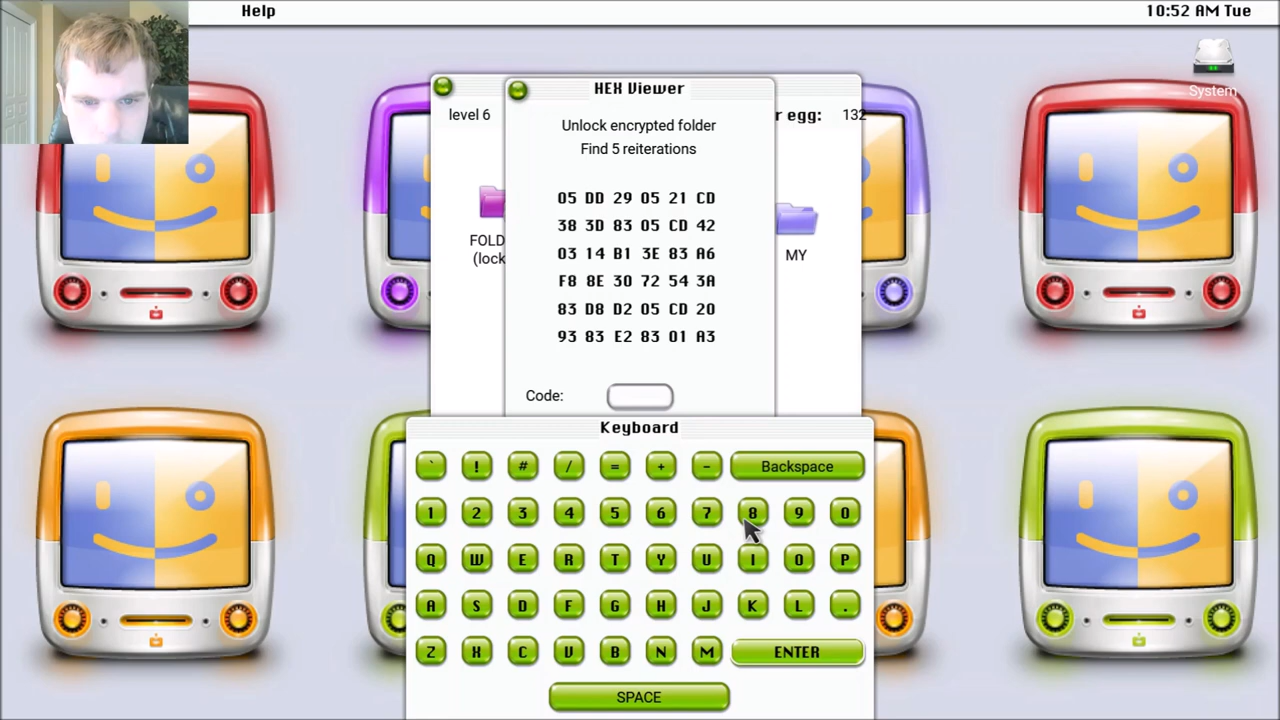 Help
10:52 AM Tue
System
level 6
r egg: 132
FOLD
(lock
MY
HEX Viewer
Unlock encrypted folder
Find 5 reiterations
05 DD 29 05 21 CD
38 3D 83 05 CD 42
03 14 B1 3E 83 A6
F8 8E 30 72 54 3A
83 D8 D2 05 CD 20
93 83 E2 83 01 A3
Code:
Keyboard
` ! # / = + - Backspace
1 2 3 4 5 6 7 8 9 0
Q W E R T Y U I O P
A S D F G H J K L .
Z X C V B N M ENTER
SPACE